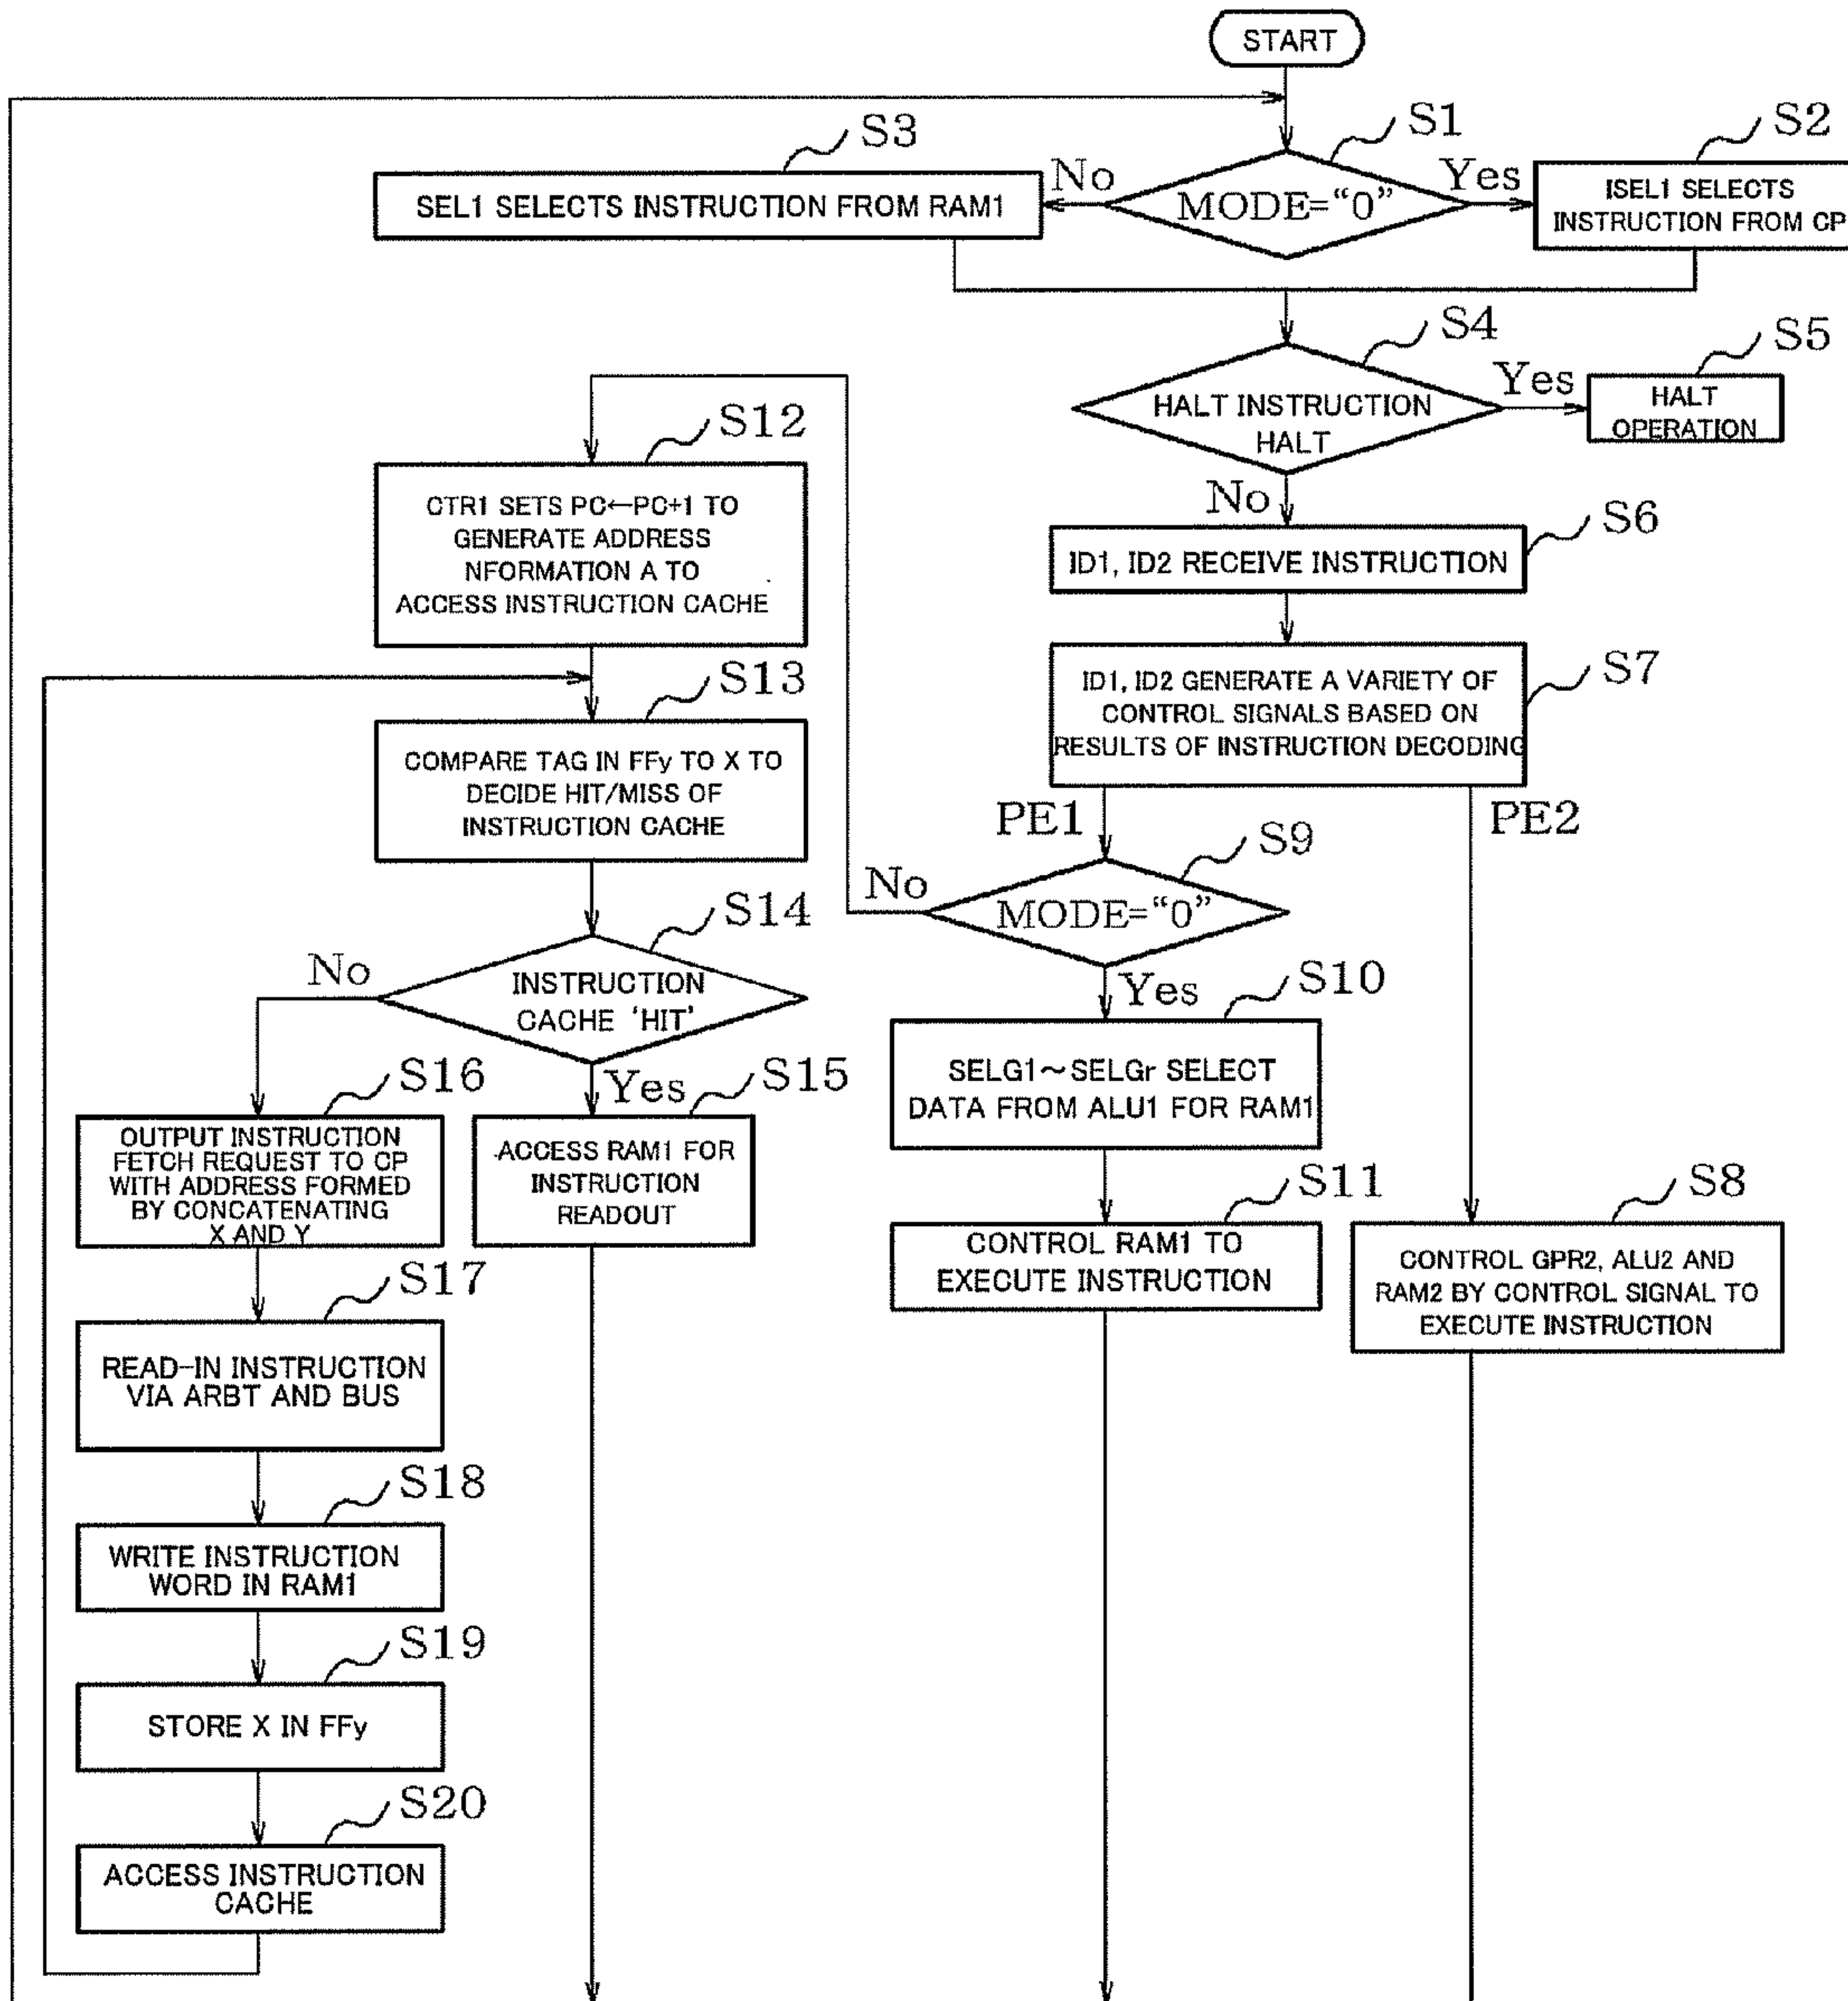 START
S1
S2
S3
MODE="0"
No
Yes
SEL1 SELECTS INSTRUCTION FROM RAM1
ISEL1 SELECTS
INSTRUCTION FROM CP
S4
S5
HALT INSTRUCTION
HALT
Yes
HALT
OPERATION
No
S6
ID1, ID2 RECEIVE INSTRUCTION
S7
ID1, ID2 GENERATE A VARIETY OF
CONTROL SIGNALS BASED ON
RESULTS OF INSTRUCTION DECODING
PE1
PE2
S9
MODE="0"
No
Yes
S10
SELG1~SELGr SELECT
DATA FROM ALU1 FOR RAM1
S11
CONTROL RAM1 TO
EXECUTE INSTRUCTION
S8
CONTROL GPR2, ALU2 AND
RAM2 BY CONTROL SIGNAL TO
EXECUTE INSTRUCTION
S12
CTR1 SETS PC←PC+1 TO
GENERATE ADDRESS
NFORMATION A TO
ACCESS INSTRUCTION CACHE
S13
COMPARE TAG IN FFy TO X TO
DECIDE HIT/MISS OF
INSTRUCTION CACHE
S14
INSTRUCTION
CACHE 'HIT'
No
Yes
S15
ACCESS RAM1 FOR
INSTRUCTION
READOUT
S16
OUTPUT INSTRUCTION
FETCH REQUEST TO CP
WITH ADDRESS FORMED
BY CONCATENATING
X AND Y
S17
READ-IN INSTRUCTION
VIA ARBT AND BUS
S18
WRITE INSTRUCTION
WORD IN RAM1
S19
STORE X IN FFy
S20
ACCESS INSTRUCTION
CACHE